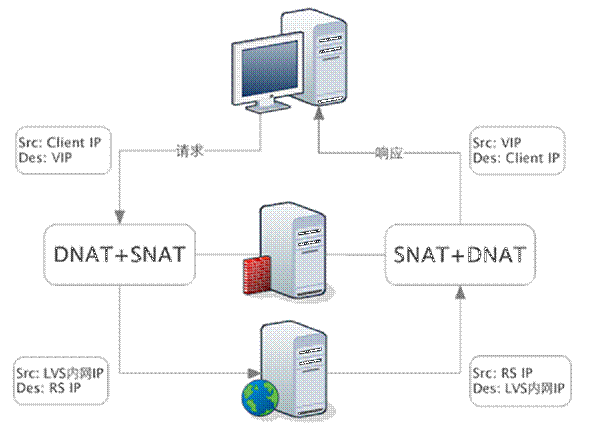 Src: Client IP
Des: VIP
请求
响应
Src: VIP
Des: Client IP
DNAT+SNAT
SNAT+DNAT
Src: LVS内网IP
Des: RS IP
Src: RS IP
Des: LVS内网IP